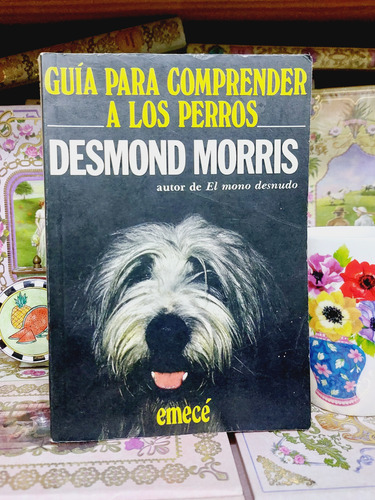 GUÍA PARA COMPRENDER
A LOS PERROS
DESMOND MORRIS
autor de El mono desnudo
emecé